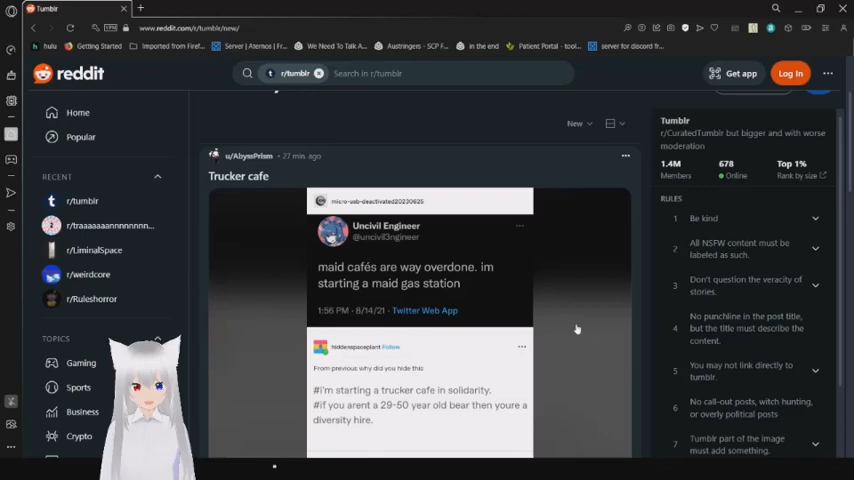 Tumblr
www.reddit.com/r/tumblr/new/
hulu
Getting Started
Imported from Firef...
Server | Aternos | Fr...
We Need To Talk A...
Austringers - SCP F...
in the end
Patient Portal - tool...
server for discord fr...
reddit
r/tumblr
Search in r/tumblr
Get app
Log In
Home
Popular
New
RECENT
r/tumblr
r/traaaaaaannnnnnnnn...
r/LiminalSpace
r/weirdcore
r/Ruleshorror
TOPICS
Gaming
Sports
Business
Crypto
u/AbyssPrism • 27 min. ago
Trucker cafe
micro-usb-deactivated20230625
Uncivil Engineer
@uncivil3ngineer
maid cafés are way overdone. im
starting a maid gas station
1:56 PM · 8/14/21 · Twitter Web App
hiddenspaceplant Follow
From previous why did you hide this
#i'm starting a trucker cafe in solidarity.
#if you arent a 29-50 year old bear then youre a
diversity hire.
Tumblr
r/CuratedTumblr but bigger and with worse
moderation
1.4M
678
Top 1%
Members
Online
Rank by size
RULES
1
Be kind
2
All NSFW content must be
labeled as such.
3
Don't question the veracity of
stories.
4
No punchline in the post title,
but the title must describe the
content.
5
You may not link directly to
tumblr.
6
No call-out posts, witch hunting,
or overly political posts
7
Tumblr part of the image
must add something.